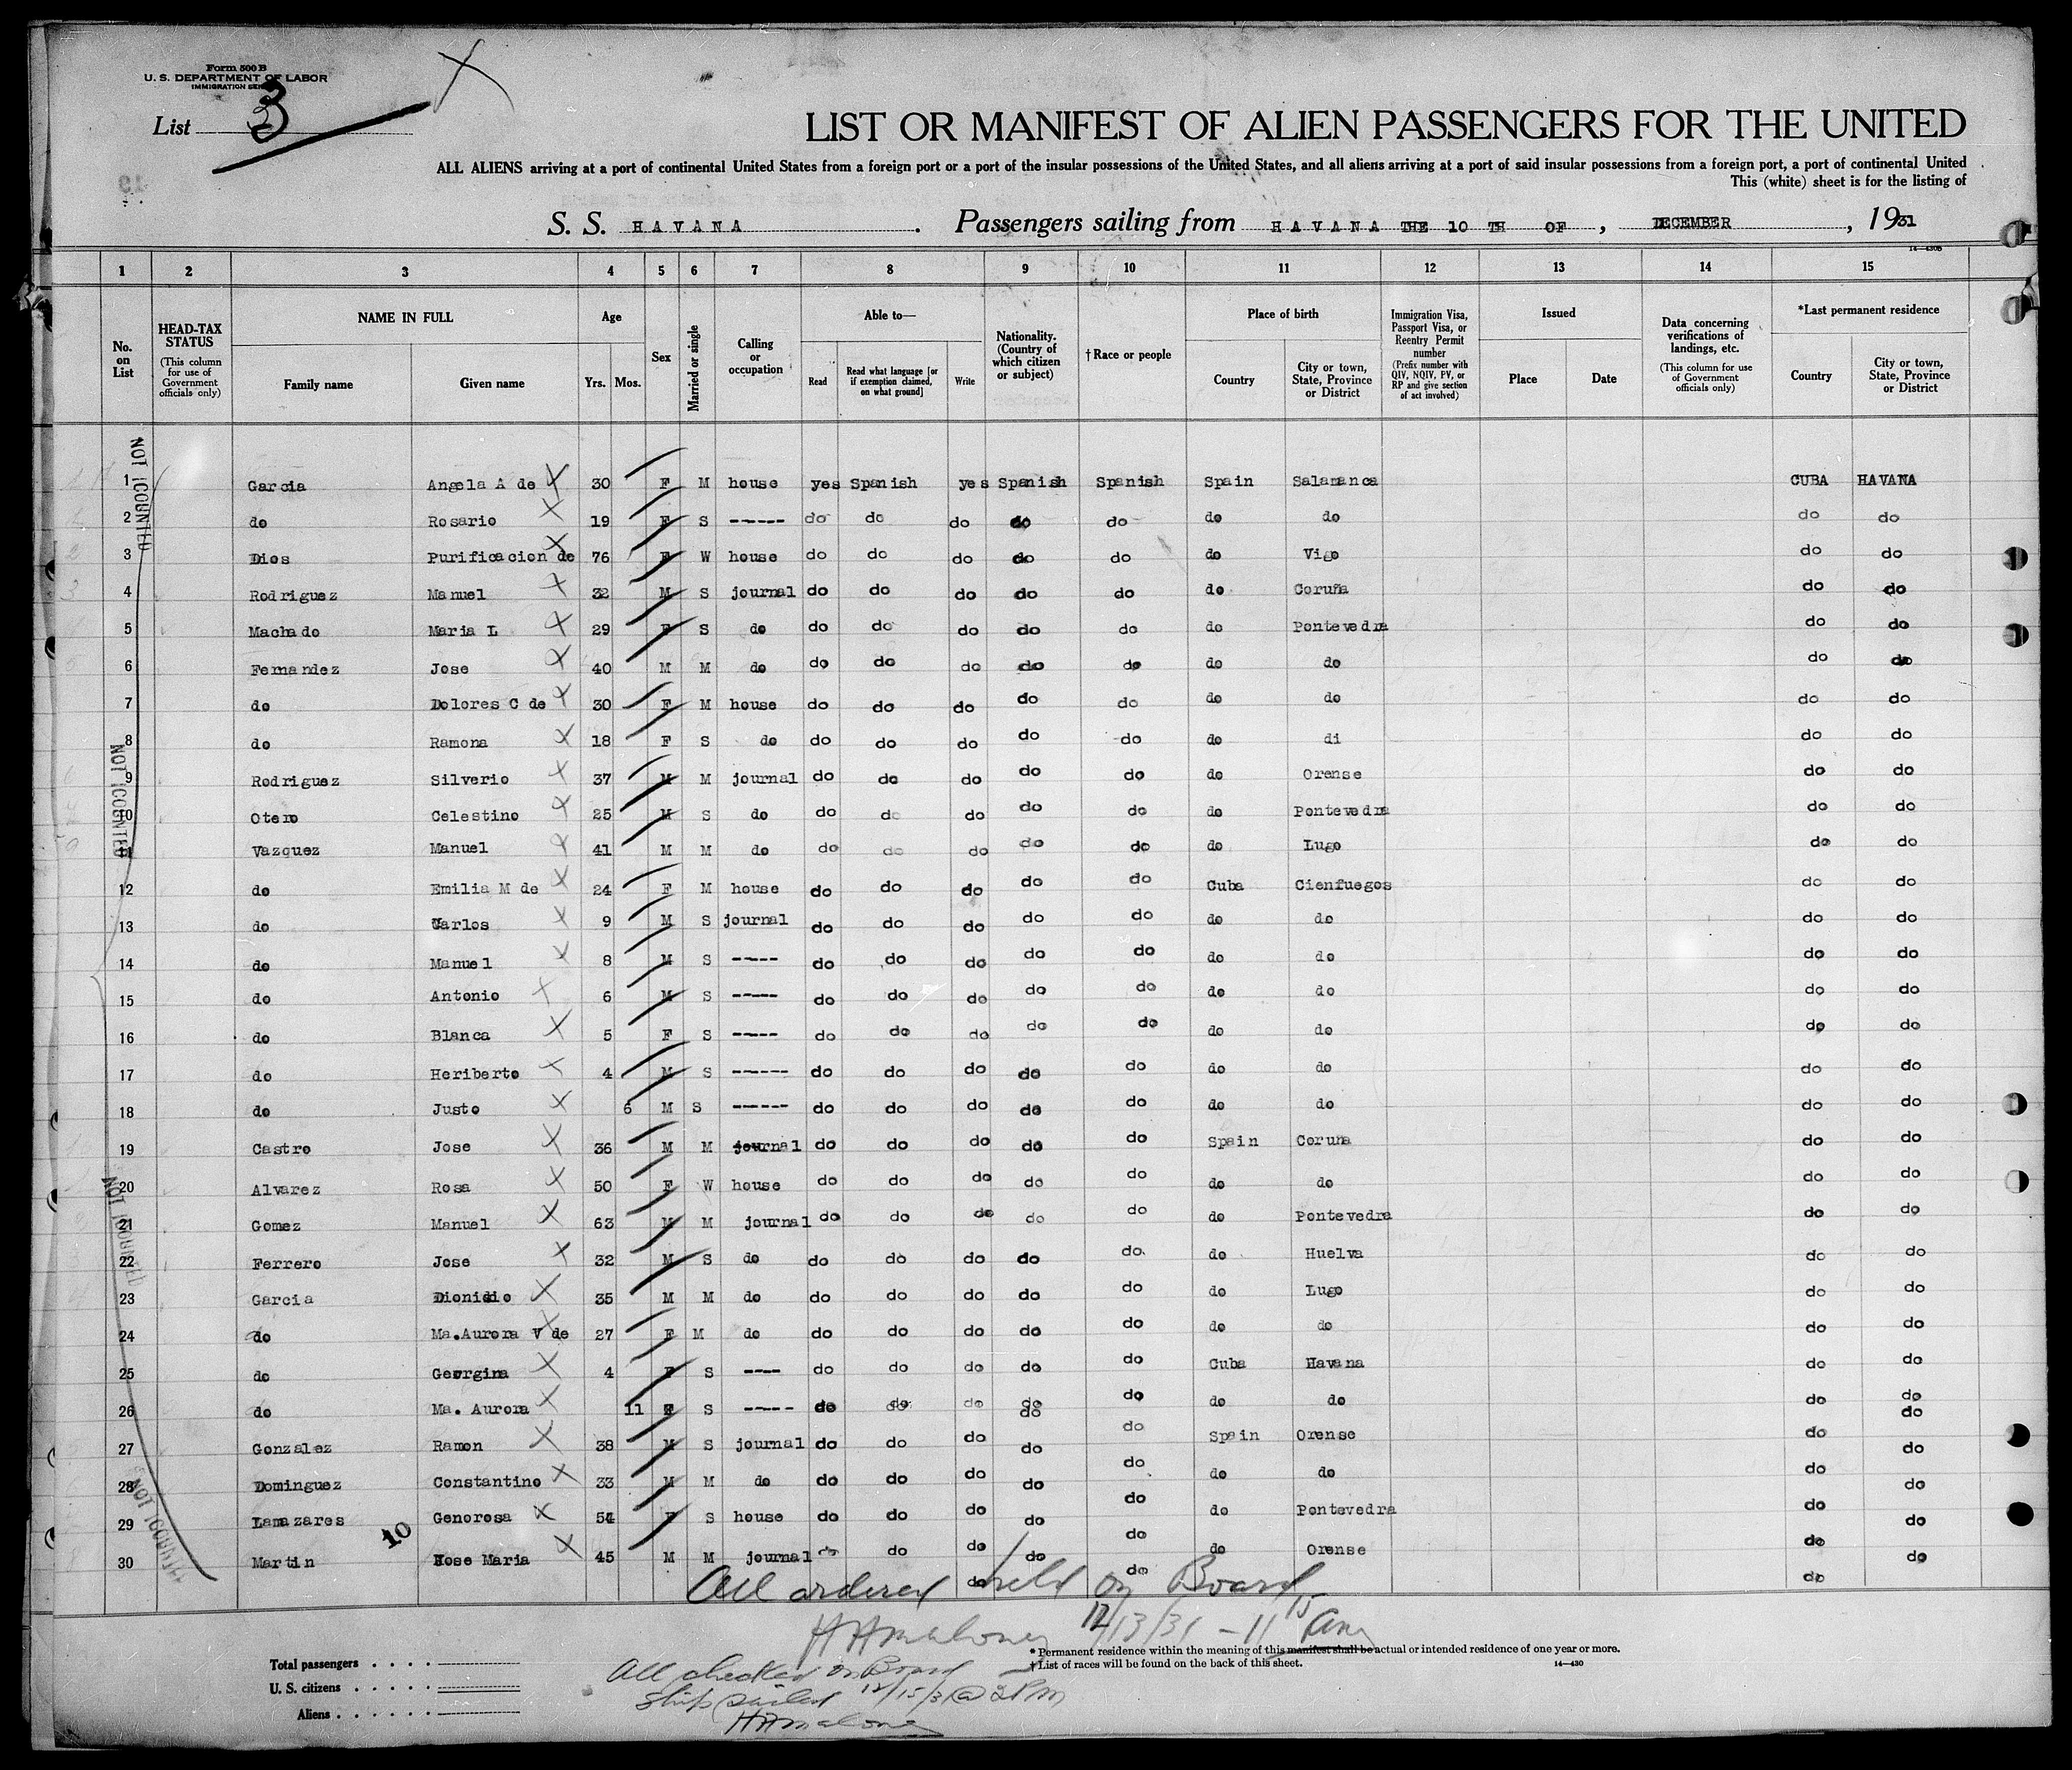 Form 500 B
U. S. DEPARTMENT OF LABOR
IMMIGRATION
List 3
LIST OR MANIFEST OF ALIEN PASSENGERS FOR THE UNITED
ALL ALIENS arriving at a port of continental United States from a foreign port or a port of the insular possessions of the United States, and all aliens arriving at a port of said insular possessions from a foreign port, a port of continental United
This (white) sheet is for the listing of
S. S. HAVANA . Passengers sailing from HAVANA THE 10 TH OF , DECEMBER , 1931
14—430B
1 2 3 4 5 6 7 8 9 10 11 12 13 14 15
No. on List
HEAD-TAX STATUS (This column for use of Government officials only)
NAME IN FULL
Family name Given name
Age
Yrs. Mos.
Sex
Married or single
Calling or occupation
Able to—
Read
Read what language [or if exemption claimed, on what ground]
Write
Nationality. (Country of which citizen or subject)
† Race or people
Place of birth
Country
City or town, State, Province or District
Immigration Visa, Passport Visa, or Reentry Permit number (Prefix number with QIV, NQIV, PV, or RP and give section of act involved)
Issued
Place Date
Data concerning verifications of landings, etc. (This column for use of Government officials only)
*Last permanent residence
Country
City or town, State, Province or District
NOT COUNTED
1 Garcia Angela A de 30 F M house yes Spanish yes Spanish Spanish Spain Salamanca CUBA HAVANA
2 do Rosario 19 F S ------ do do do do do do do do do
3 Dios Purificacion de 76 F W house do do do do do do Vigo do do
4 Rodriguez Manuel 32 M S journal do do do do do do Coruña do do
5 Machado Maria L 29 F S do do do do do do do Pontevedra do do
6 Fernandez Jose 40 M M do do do do do do do do do do
7 do Dolores C de 30 F M house do do do do do do do do do
8 do Ramona 18 F S do do do do do do do di do do
NOT COUNTED
9 Rodriguez Silverio 37 M M journal do do do do do do Orense do do
10 Otero Celestino 25 M S do do do do do do do Pontevedra do do
11 Vazquez Manuel 41 M M do do do do do do do Lugo do do
12 do Emilia M de 24 F M house do do do do do Cuba Cienfuegos do do
13 do Carlos 9 M S journal do do do do do do do do do
14 do Manuel 8 M S ----- do do do do do do do do do
15 do Antonio 6 M S ----- do do do do do do do do do
16 do Blanca 5 F S ----- do do do do do do do do do
17 do Heriberto 4 M S ------ do do do do do do do do do
18 do Justo 6 M S ------ do do do do do do do do do
19 Castro Jose 36 M M journal do do do do do Spain Coruna do do
20 Alvarez Rosa 50 F W house do do do do do do do do do
NOT COUNTED
21 Gomez Manuel 63 M M journal do do do do do do Pontevedra do do
22 Ferrero Jose 32 M S do do do do do do do Huelva do do
23 Garcia Dionidio 35 M M do do do do do do do Lugo do do
24 do Ma.Aurora V de 27 F M do do do do do do do do do do
25 do Georgina 4 F S ---- do do do do do Cuba Havana do do
26 do Ma. Aurora 11 F S ----- do do do do do do do do do
do do
27 Gonzalez Ramon 38 M S journal do do do do do Spain Orense do do
28 Dominguez Constantino 33 M M do do do do do do do do do do
NOT COUNTED
29 Lamazares Genorosa 54 F S house do do do do do do Pontevedra do do
10
30 Martin Hose Maria 45 M M journal do do do do do do Orense do do
do do
All ordered held on Board
HAMaloney 12/13/31 - 11 15 am
* Permanent residence within the meaning of this manifest shall be actual or intended residence of one year or more.
† List of races will be found on the back of this sheet. 14—430
Total passengers
U. S. citizens
Aliens
All checked on Board
Ship sailed 12/15/31 @ 2 PM
HAMaloney